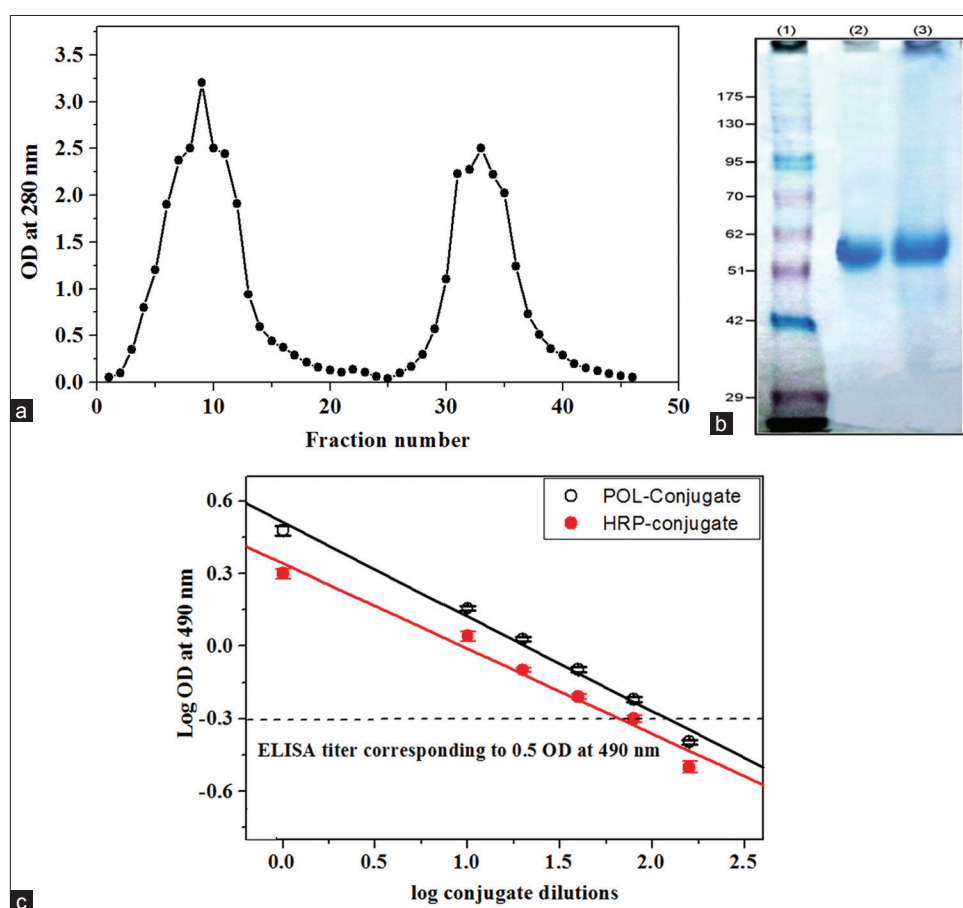 3.5
3.0
2.5
2.0
1.5
1.0
0.5
0.0
OD at 280 nm
0 10 20 30 40 50
Fraction number
a
(1) (2) (3)
175
130
95
70
62
51
42
29
b
0.6
0.3
0.0
-0.3
-0.6
Log OD at 490 nm
POL-Conjugate
HRP-conjugate
ELISA titer corresponding to 0.5 OD at 490 nm
0.0 0.5 1.0 1.5 2.0 2.5
log conjugate dilutions
c